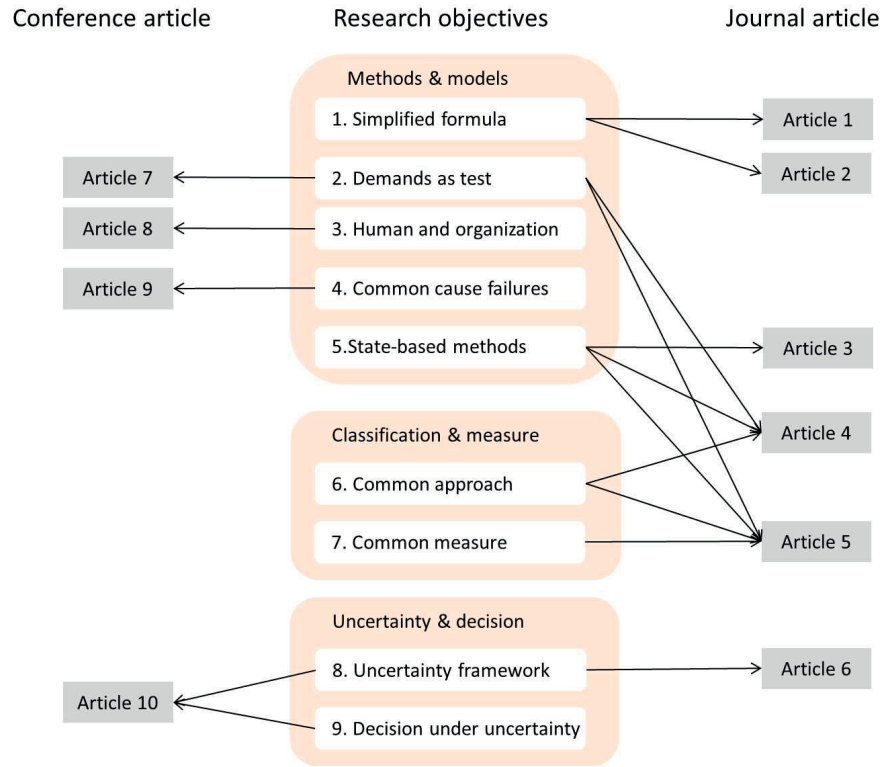 Conference article
Research objectives
Journal article
Methods & models
1. Simplified formula
2. Demands as test
3. Human and organization
4. Common cause failures
5.State-based methods
Classification & measure
6. Common approach
7. Common measure
Uncertainty & decision
8. Uncertainty framework
9. Decision under uncertainty
Article 7
Article 8
Article 9
Article 10
Article 1
Article 2
Article 3
Article 4
Article 5
Article 6